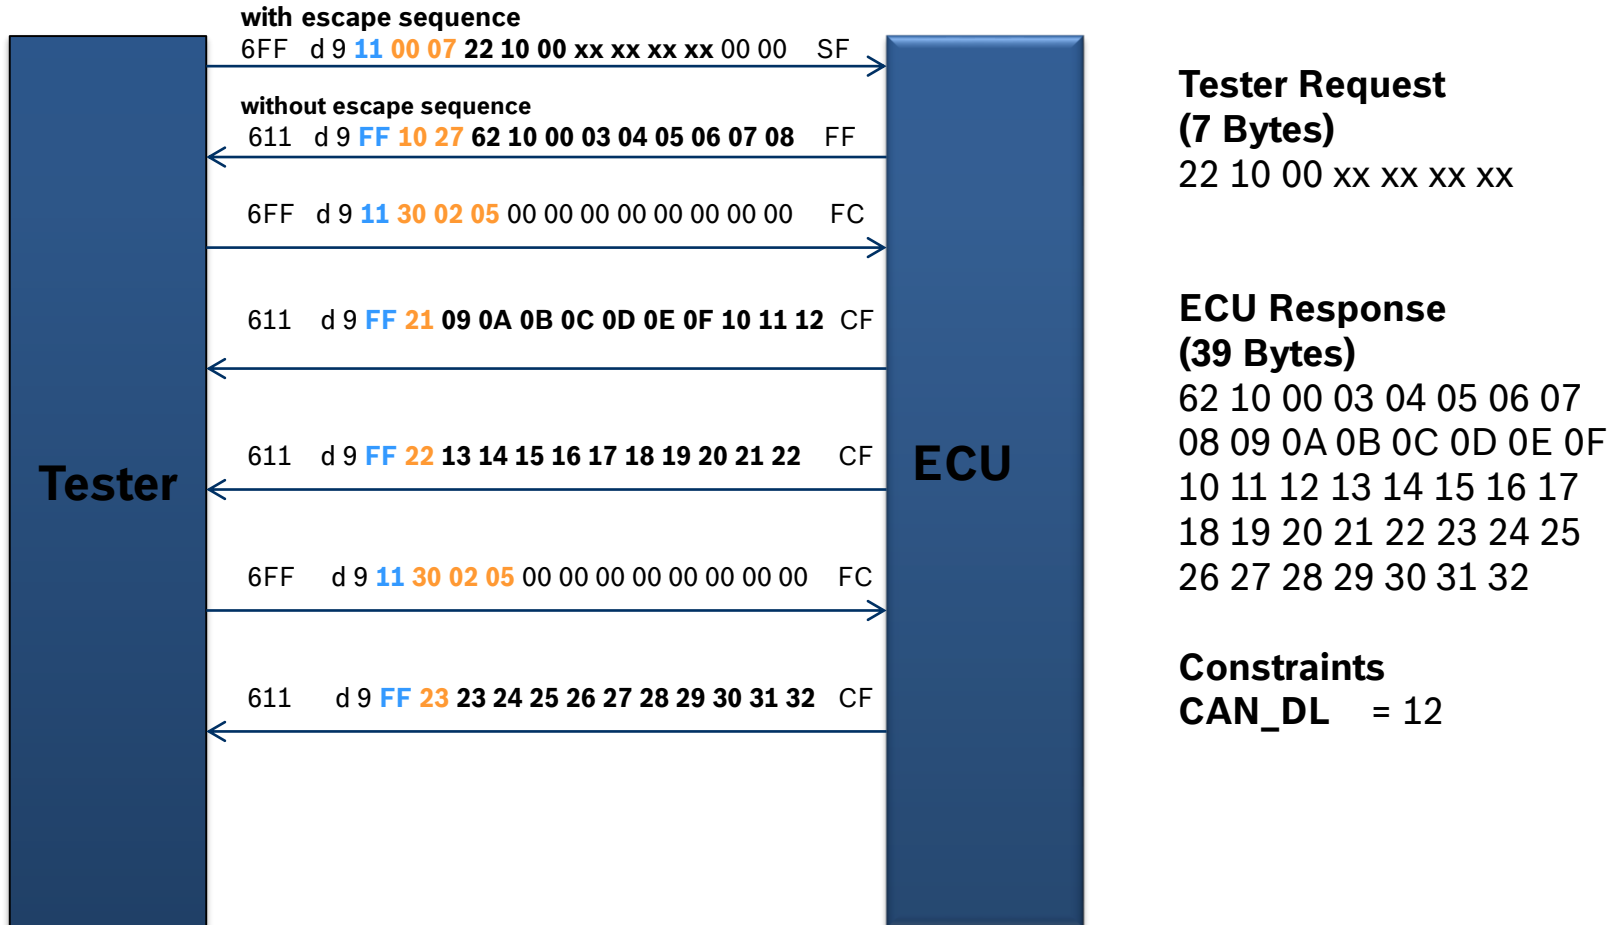 with escape sequence
6FF d 9 11 00 07 22 10 00 xx xx xx xx 00 00 SF
without escape sequence
611 d 9 FF 10 27 62 10 00 03 04 05 06 07 08 FF
6FF d 9 11 30 02 05 00 00 00 00 00 00 00 00 FC
611 d 9 FF 21 09 0A 0B 0C 0D 0E 0F 10 11 12 CF
611 d 9 FF 22 13 14 15 16 17 18 19 20 21 22 CF
6FF d 9 11 30 02 05 00 00 00 00 00 00 00 00 FC
611 d 9 FF 23 23 24 25 26 27 28 29 30 31 32 CF
Tester
ECU
Tester Request
(7 Bytes)
22 10 00 xx xx xx xx
ECU Response
(39 Bytes)
62 10 00 03 04 05 06 07
08 09 0A 0B 0C 0D 0E 0F
10 11 12 13 14 15 16 17
18 19 20 21 22 23 24 25
26 27 28 29 30 31 32
Constraints
CAN_DL = 12